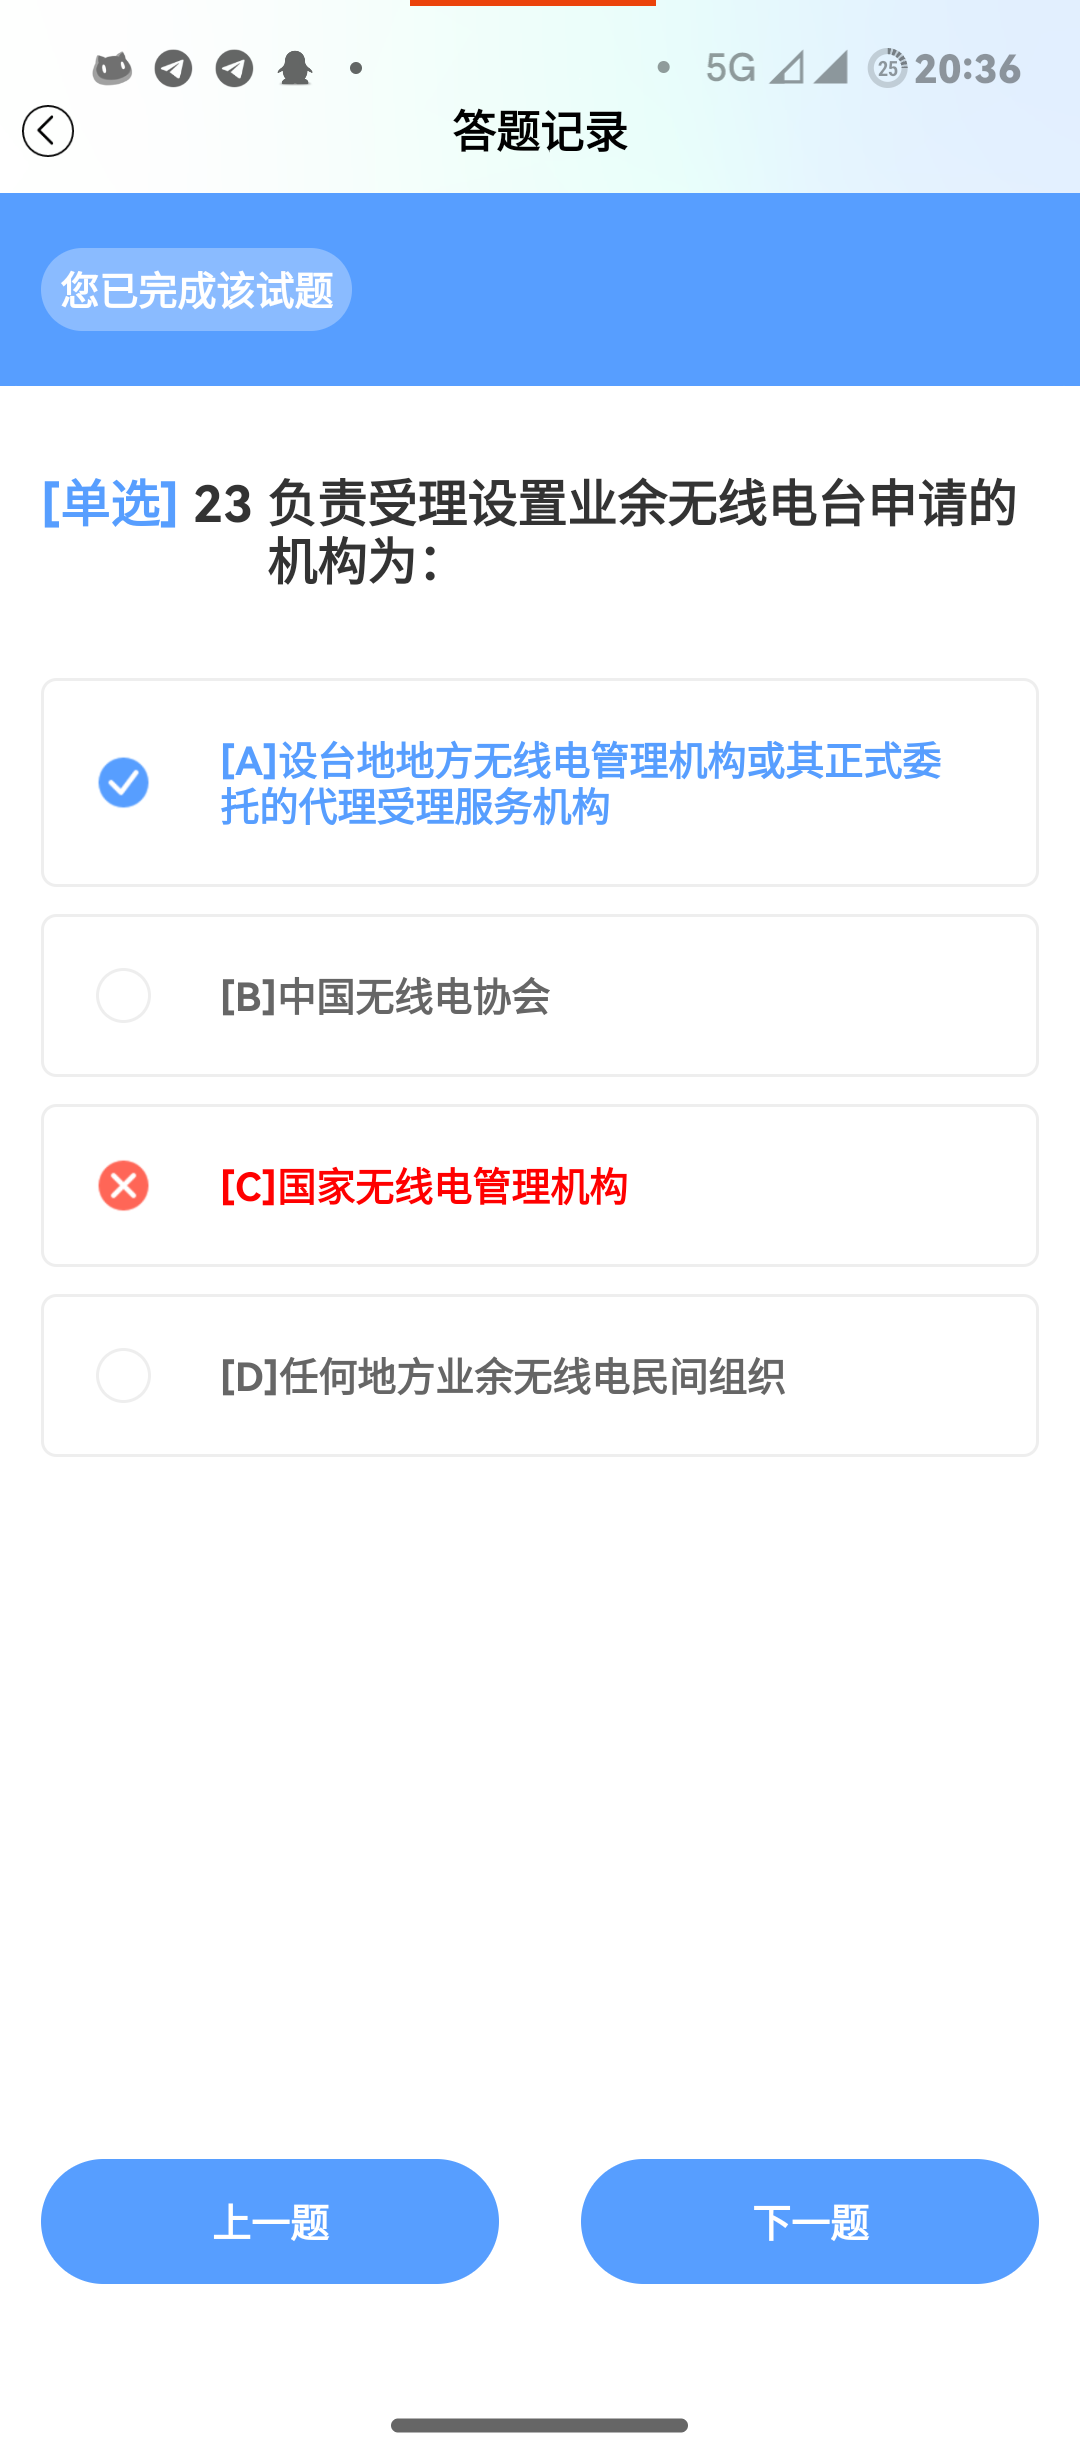 5G 25 20:36
答题记录
您已完成该试题
[单选] 23 负责受理设置业余无线电台申请的
机构为：
[A]设台地地方无线电管理机构或其正式委
托的代理受理服务机构
[B]中国无线电协会
[C]国家无线电管理机构
[D]任何地方业余无线电民间组织
上一题
下一题